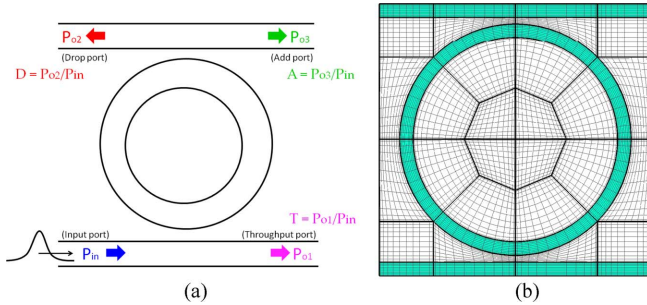 Po2
Po3
(Drop port)
(Add port)
D = Po2/Pin
A = Po3/Pin
T = Po1/Pin
(Input port)
(Throughput port)
Pin
Po1
(a)
(b)